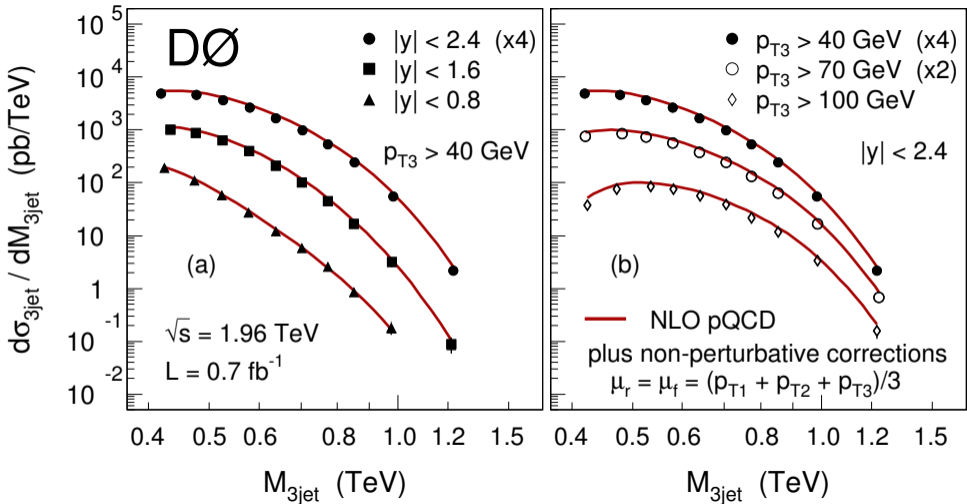 dσ_3jet / dM_3jet (pb/TeV)
10^5
10^4
10^3
10^2
10
1
10^-1
10^-2
DØ
|y| < 2.4 (x4)
|y| < 1.6
|y| < 0.8
p_T3 > 40 GeV
(a)
√s = 1.96 TeV
L = 0.7 fb^-1
0.4 0.5 0.6 0.8 1.0 1.2 1.5
M_3jet (TeV)
p_T3 > 40 GeV (x4)
p_T3 > 70 GeV (x2)
p_T3 > 100 GeV
|y| < 2.4
(b)
NLO pQCD
plus non-perturbative corrections
μ_r = μ_f = (p_T1 + p_T2 + p_T3)/3
0.4 0.5 0.6 0.8 1.0 1.2 1.5
M_3jet (TeV)